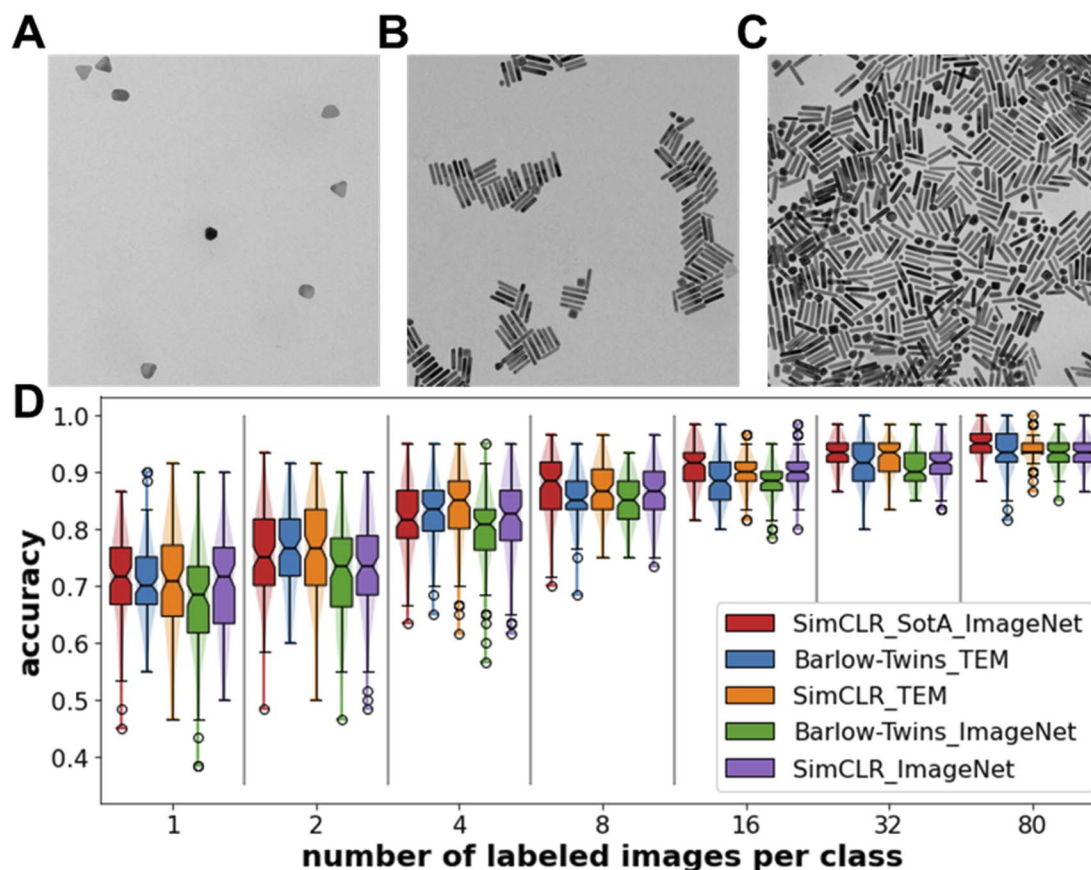 A
B
C
D
1.0
0.9
0.8
0.7
0.6
0.5
0.4
accuracy
SimCLR_SotA_ImageNet
Barlow-Twins_TEM
SimCLR_TEM
Barlow-Twins_ImageNet
SimCLR_ImageNet
1 2 4 8 16 32 80
number of labeled images per class